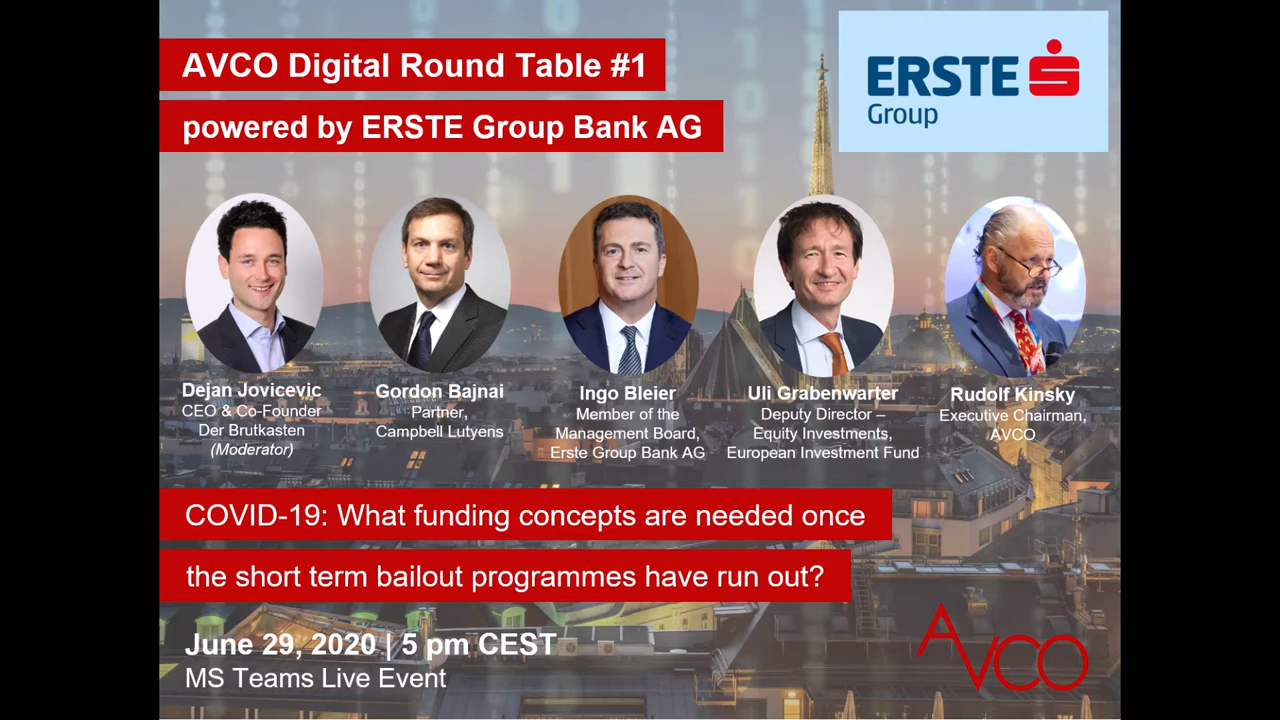 AVCO Digital Round Table #1
powered by ERSTE Group Bank AG
ERSTE
Group
Dejan Jovicevic
CEO & Co-Founder
Der Brutkasten
(Moderator)
Gordon Bajnai
Partner,
Campbell Lutyens
Ingo Bleier
Member of the
Management Board,
Erste Group Bank AG
Uli Grabenwarter
Deputy Director –
Equity Investments,
European Investment Fund
Rudolf Kinsky
Executive Chairman,
AVCO
COVID-19: What funding concepts are needed once
the short term bailout programmes have run out?
June 29, 2020 | 5 pm CEST
MS Teams Live Event
AVCO